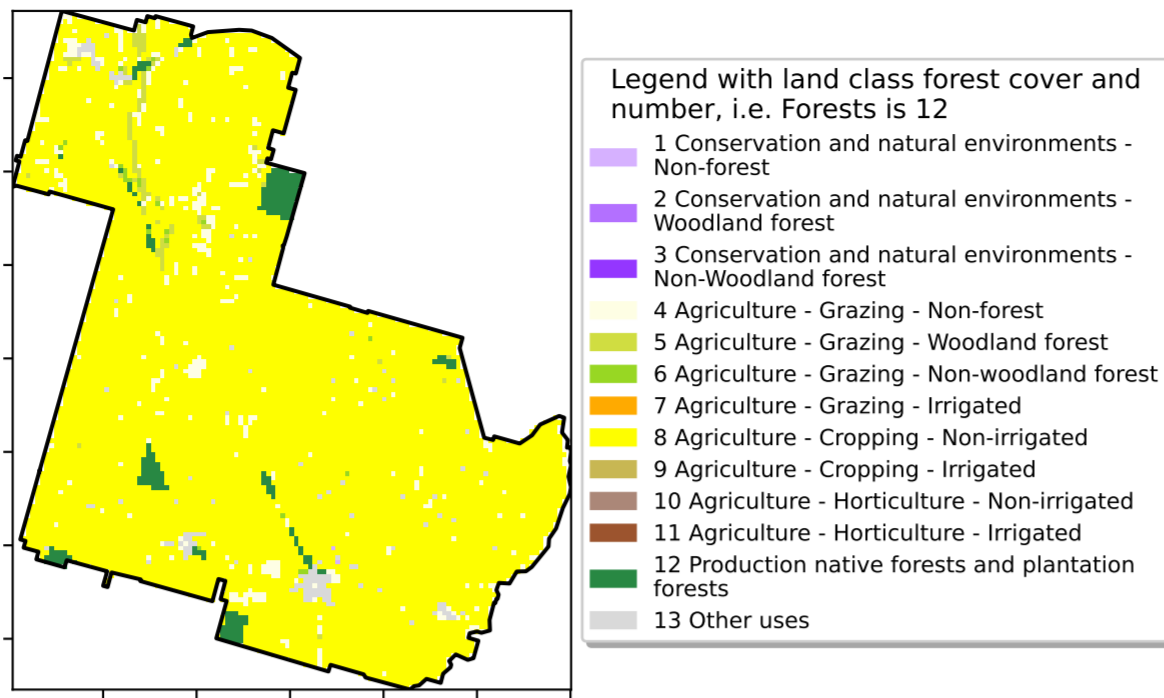 Legend with land class forest cover and
number, i.e. Forests is 12
1 Conservation and natural environments -
Non-forest
2 Conservation and natural environments -
Woodland forest
3 Conservation and natural environments -
Non-Woodland forest
4 Agriculture - Grazing - Non-forest
5 Agriculture - Grazing - Woodland forest
6 Agriculture - Grazing - Non-woodland forest
7 Agriculture - Grazing - Irrigated
8 Agriculture - Cropping - Non-irrigated
9 Agriculture - Cropping - Irrigated
10 Agriculture - Horticulture - Non-irrigated
11 Agriculture - Horticulture - Irrigated
12 Production native forests and plantation
forests
13 Other uses